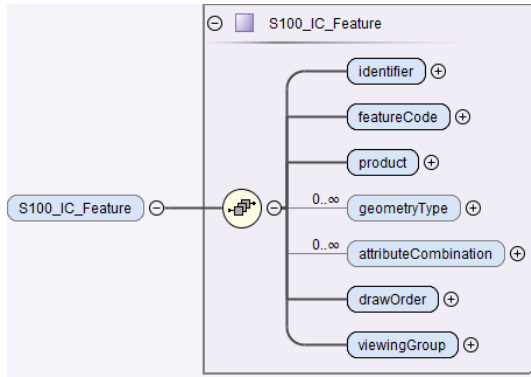 S100_IC_Feature
identifier
featureCode
product
S100_IC_Feature
0..∞
geometryType
0..∞
attributeCombination
drawOrder
viewingGroup